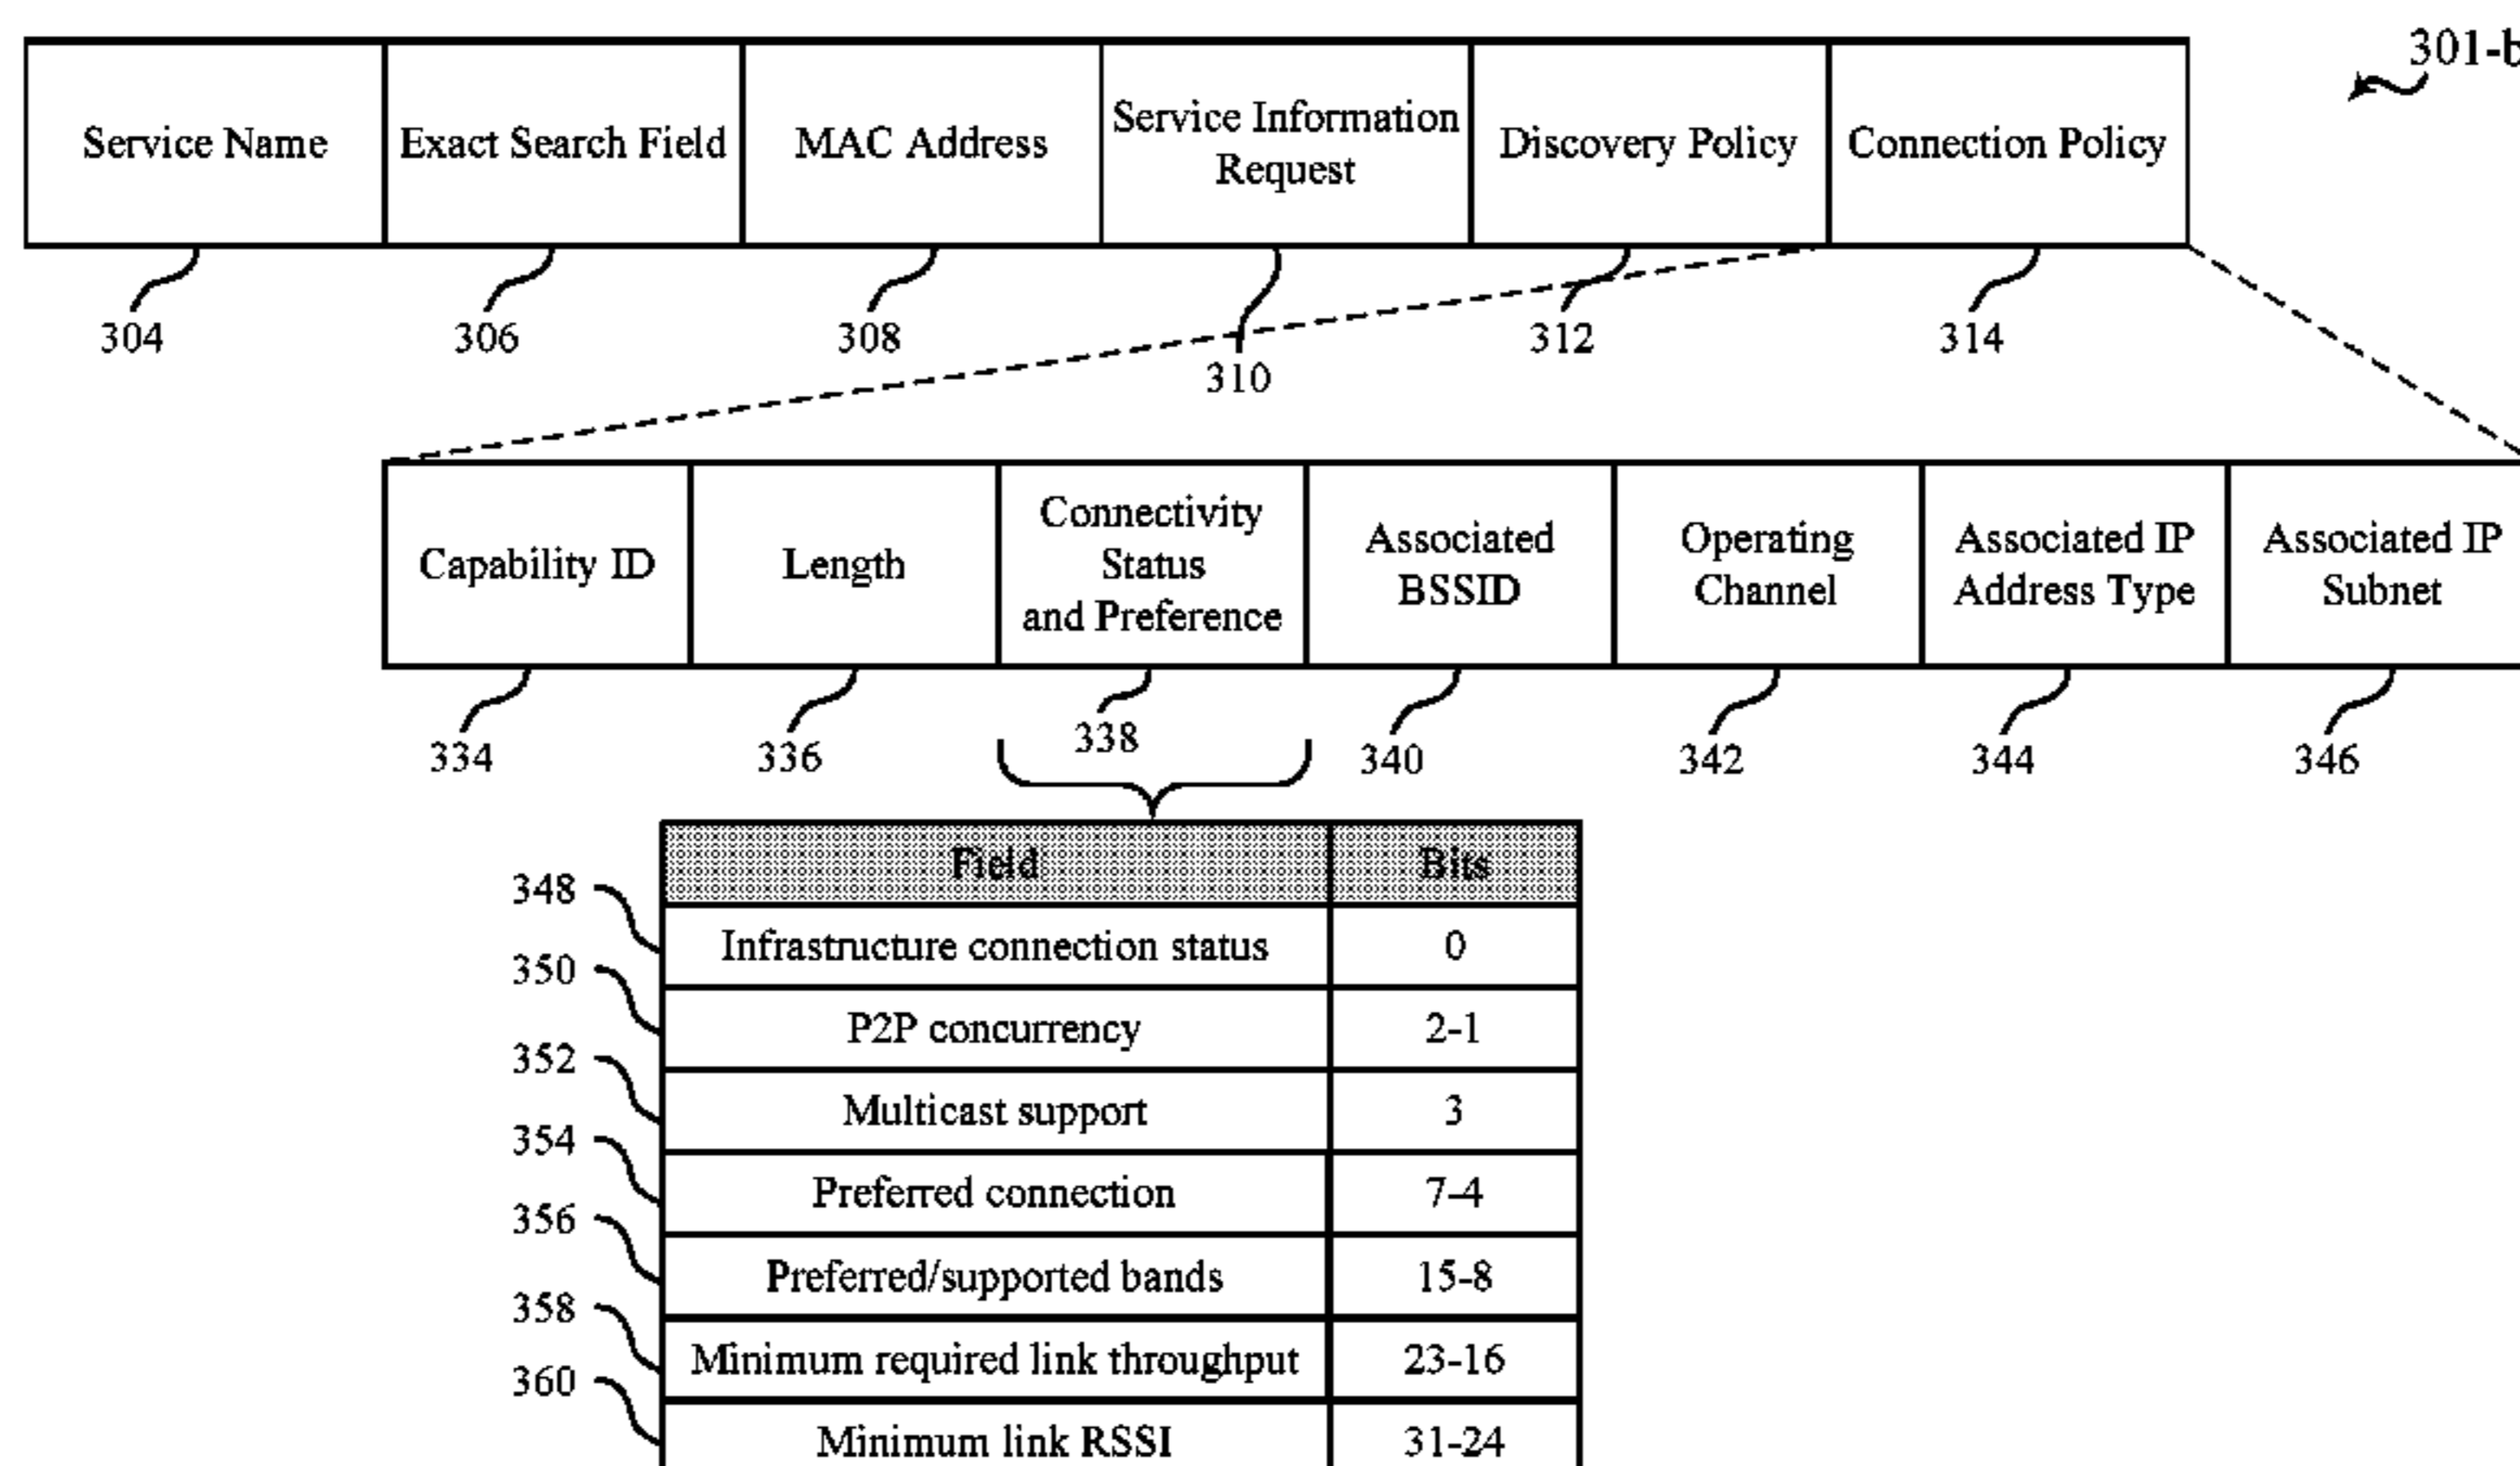 301-b
Service Name
Exact Search Field
MAC Address
Service Information
Request
Discovery Policy
Connection Policy
304
306
308
310
312
314
Capability ID
Length
Connectivity
Status
and Preference
Associated
BSSID
Operating
Channel
Associated IP
Address Type
Associated IP
Subnet
334
336
338
340
342
344
346
Field
Bits
348
Infrastructure connection status
0
350
P2P concurrency
2-1
352
Multicast support
3
354
Preferred connection
7-4
356
Preferred/supported bands
15-8
358
Minimum required link throughput
23-16
360
Minimum link RSSI
31-24